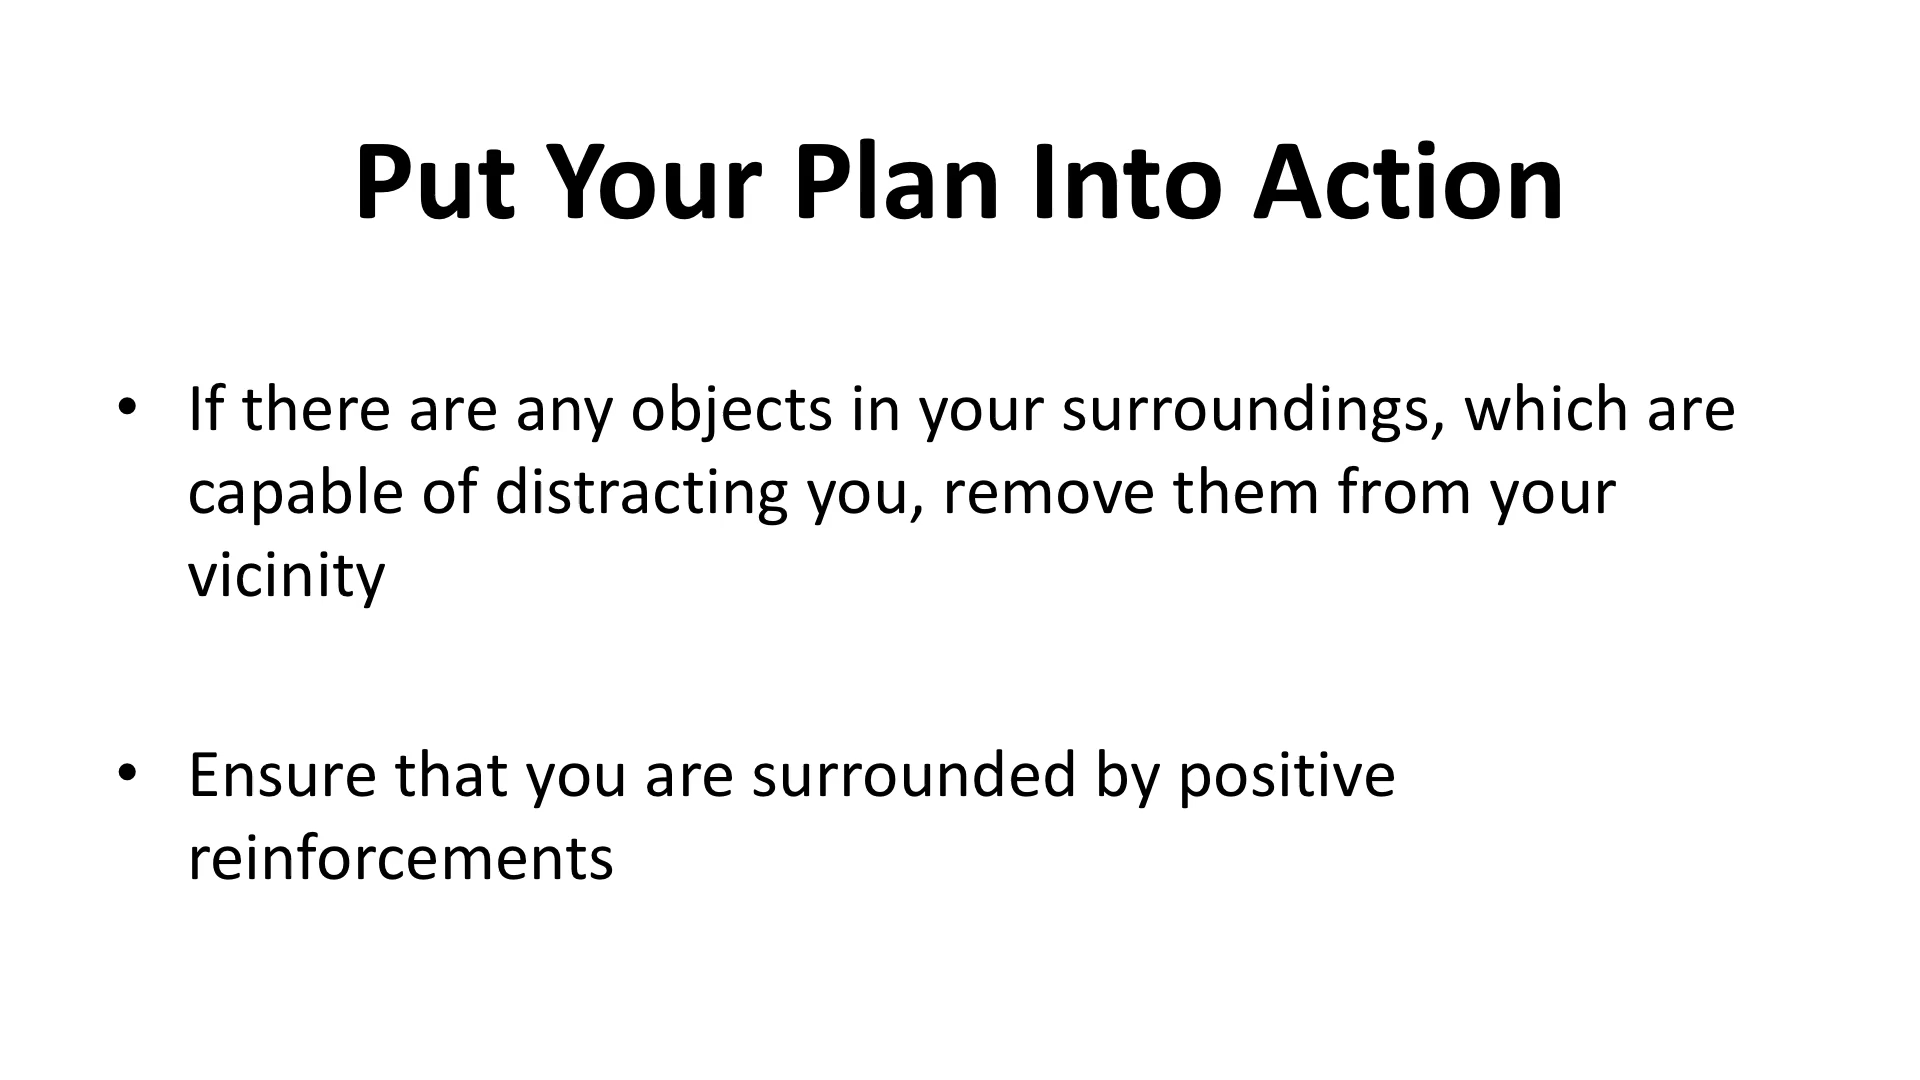 Put Your Plan Into Action
• If there are any objects in your surroundings, which are
capable of distracting you, remove them from your
vicinity
• Ensure that you are surrounded by positive
reinforcements